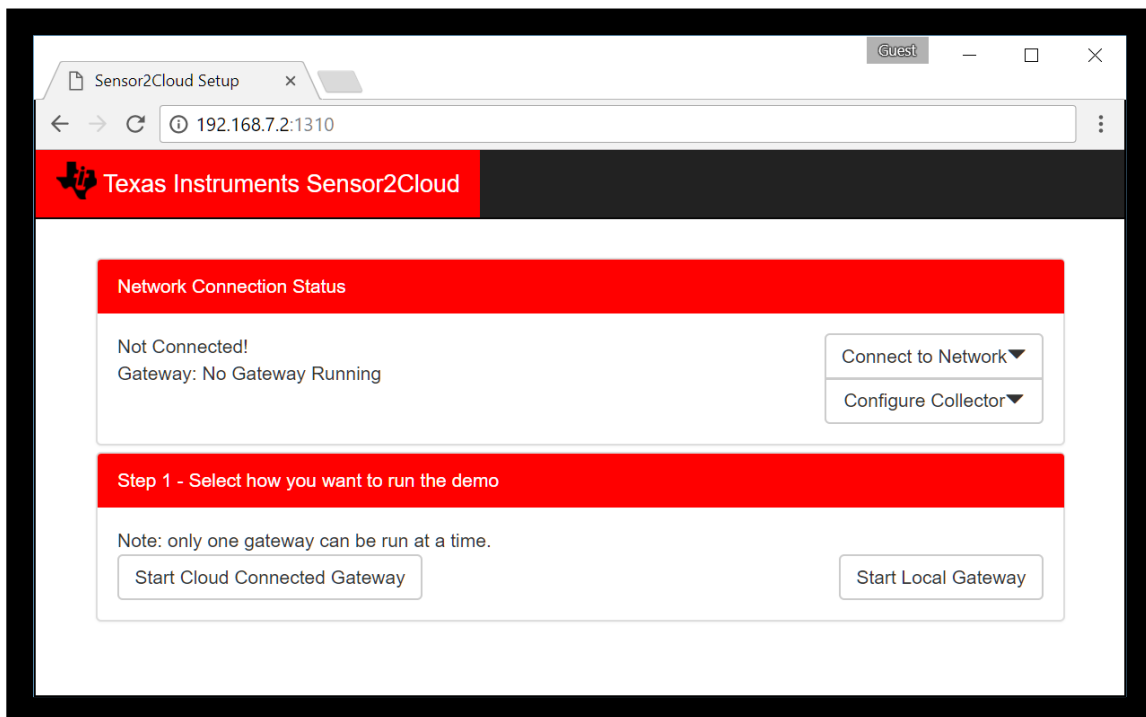 Guest
Sensor2Cloud Setup
192.168.7.2:1310
Texas Instruments Sensor2Cloud
Network Connection Status
Not Connected!
Connect to Network
Gateway: No Gateway Running
Configure Collector
Step 1 - Select how you want to run the demo
Note: only one gateway can be run at a time.
Start Cloud Connected Gateway
Start Local Gateway